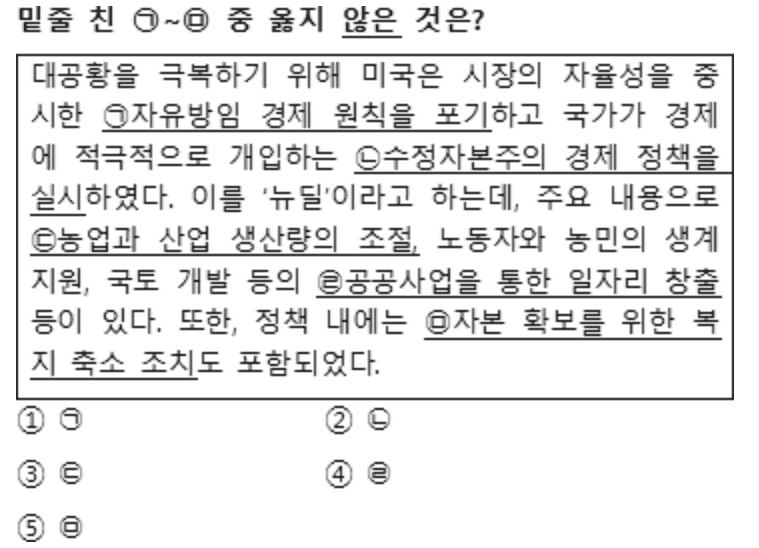 밑줄 친 ㉠~㉤ 중 옳지 않은 것은?
대공황을 극복하기 위해 미국은 시장의 자율성을 중
시한 ㉠자유방임 경제 원칙을 포기하고 국가가 경제
에 적극적으로 개입하는 ㉡수정자본주의 경제 정책을
실시하였다. 이를 ‘뉴딜’이라고 하는데, 주요 내용으로
㉢농업과 산업 생산량의 조절, 노동자와 농민의 생계
지원, 국토 개발 등의 ㉣공공사업을 통한 일자리 창출
등이 있다. 또한, 정책 내에는 ㉤자본 확보를 위한 복
지 축소 조치도 포함되었다.
① ㉠ ② ㉡
③ ㉢ ④ ㉣
⑤ ㉤